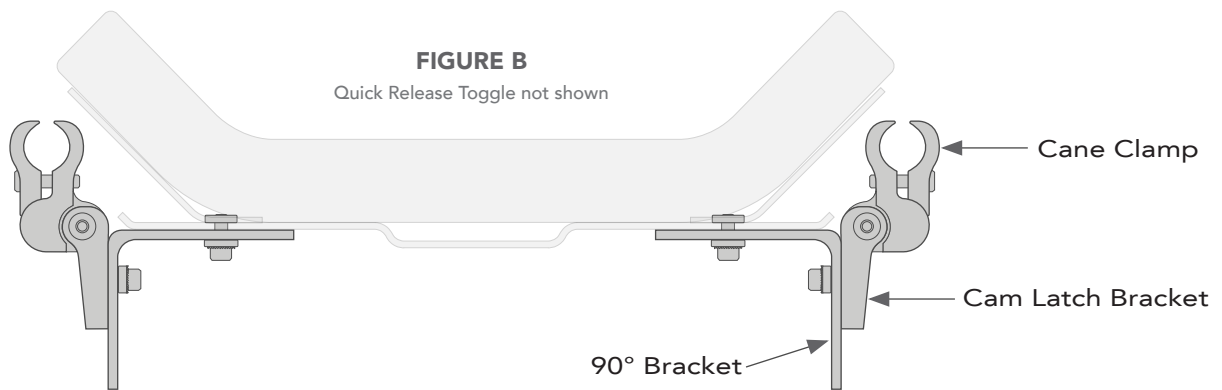 FIGURE B
Quick Release Toggle not shown
Cane Clamp
Cam Latch Bracket
90° Bracket